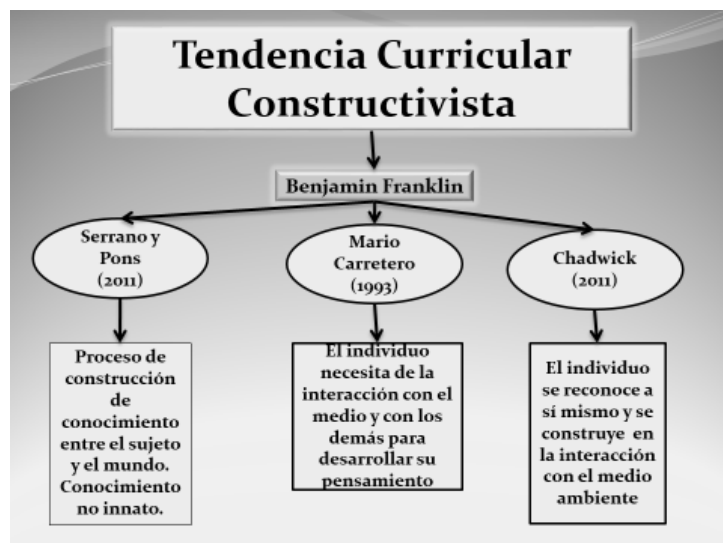 Tendencia Curricular
Constructivista
Benjamin Franklin
Serrano y
Pons
(2011)
Mario
Carretero
(1993)
Chadwick
(2011)
Proceso de
construcción
de
conocimiento
entre el sujeto
y el mundo.
Conocimiento
no innato.
El individuo
necesita de la
interacción con el
medio y con los
demás para
desarrollar su
pensamiento
El individuo
se reconoce a
sí mismo y se
construye en
la interacción
con el medio
ambiente